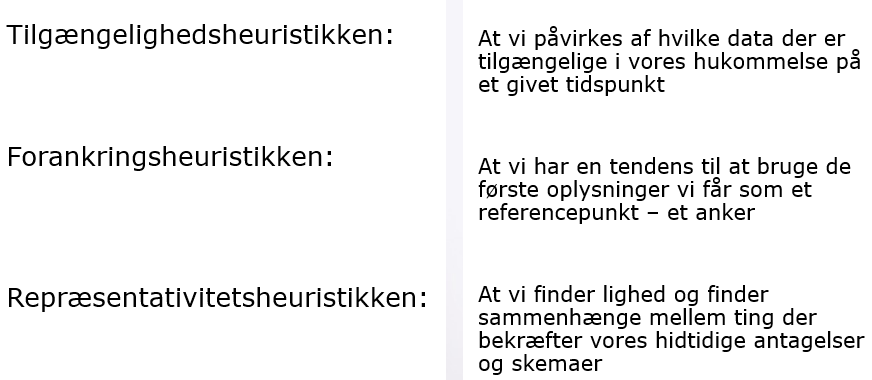 Tilgængelighedsheuristikken:
At vi påvirkes af hvilke data der er
tilgængelige i vores hukommelse på
et givet tidspunkt
Forankringsheuristikken:
At vi har en tendens til at bruge de
første oplysninger vi får som et
referencepunkt – et anker
Repræsentativitetsheuristikken:
At vi finder lighed og finder
sammenhænge mellem ting der
bekræfter vores hidtidige antagelser
og skemaer